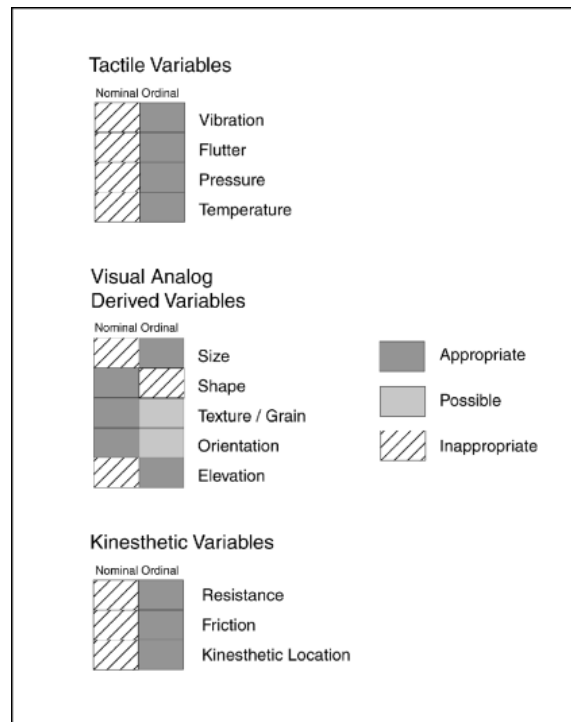 Tactile Variables
Nominal Ordinal
Vibration
Flutter
Pressure
Temperature
Visual Analog
Derived Variables
Nominal Ordinal
Size
Shape
Texture / Grain
Orientation
Elevation
Appropriate
Possible
Inappropriate
Kinesthetic Variables
Nominal Ordinal
Resistance
Friction
Kinesthetic Location